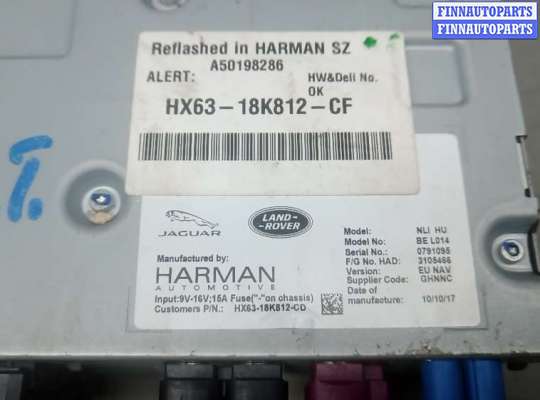 FINNAUTOPARTS
FINNAUTOPARTS
Reflashed in HARMAN SZ
A50198286
ALERT:
HW&Deli No.
OK
HX63-18K812-CF
JAGUAR
LAND-
ROVER
Manufactured by:
HARMAN
AUTOMOTIVE
Input:9V-16V;15A Fuse("-"on chassis)
Customers P/N.: HX63-18K812-CD
Model: NLI HU
Model No: BE L014
Serial No.: 0791095
F/G No. HAD: 3105466
Version: EU NAV
Supplier Code: GHNNC
Date of
manufacture: 10/10/17
FINNAUTOPARTS
FINNAUTOPARTS